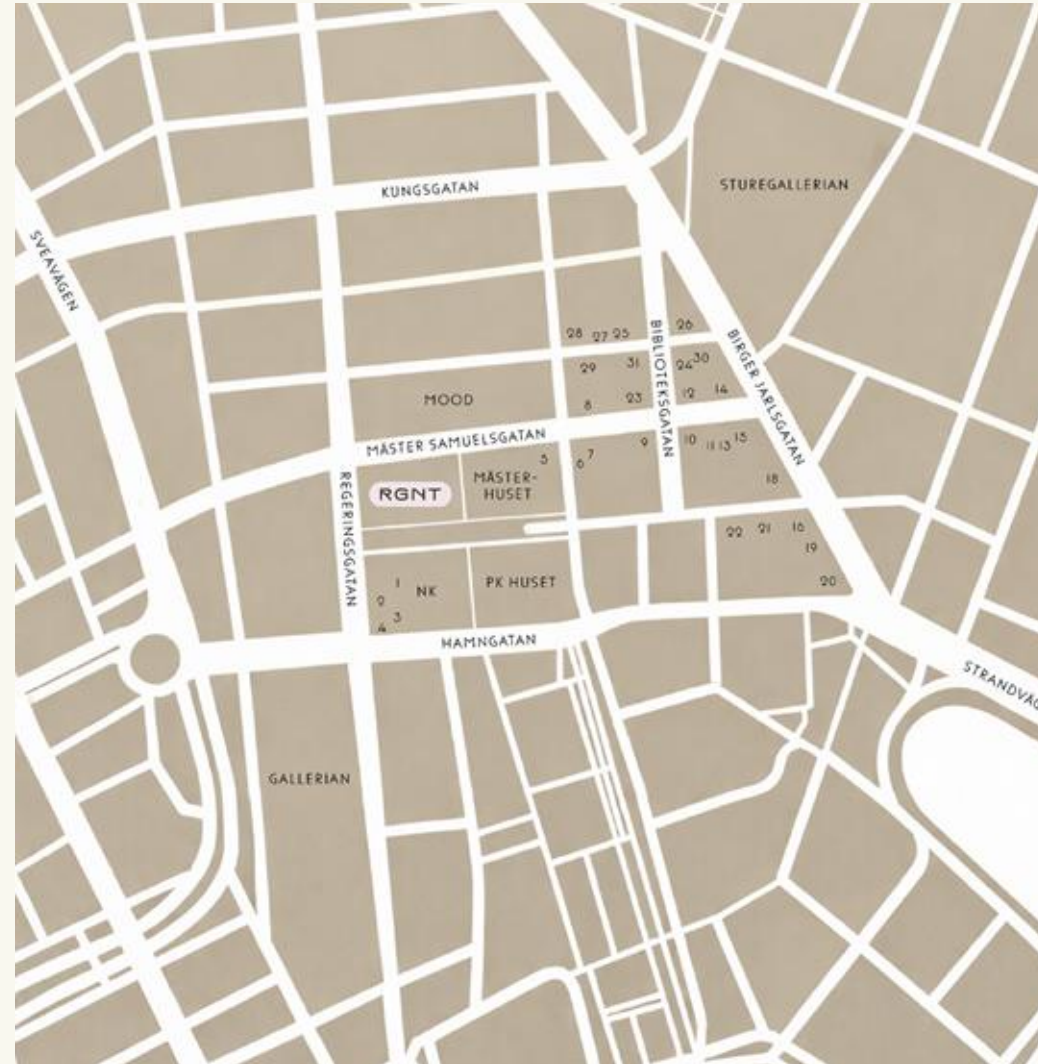 KUNGSGATAN
STUREGALLERIAN
SVEAVÄGEN
28 27 25
BIBLIOTEKSGATAN
26
BIRGER JARLSGATAN
29
31
24 30
MOOD
8
23
12
14
MÄSTER SAMUELSGATAN
9
10
11 13 15
5
6 7
REGERINGSGATAN
RGNT
MÄSTER-
HUSET
18
22 21 16
19
1
NK
PK HUSET
2
3
4
20
HAMNGATAN
STRANDVÄG
GALLERIAN